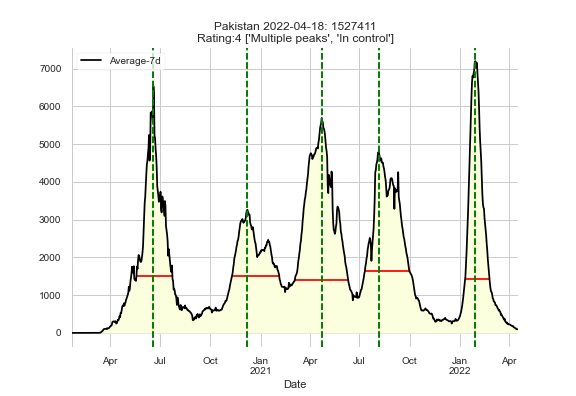 Pakistan 2022-04-18: 1527411
Rating:4 ['Multiple peaks', 'In control']
Average-7d
7000
6000
5000
4000
3000
2000
1000
0
Apr Jul Oct Jan Apr Jul Oct Jan Apr
2021 2022
Date